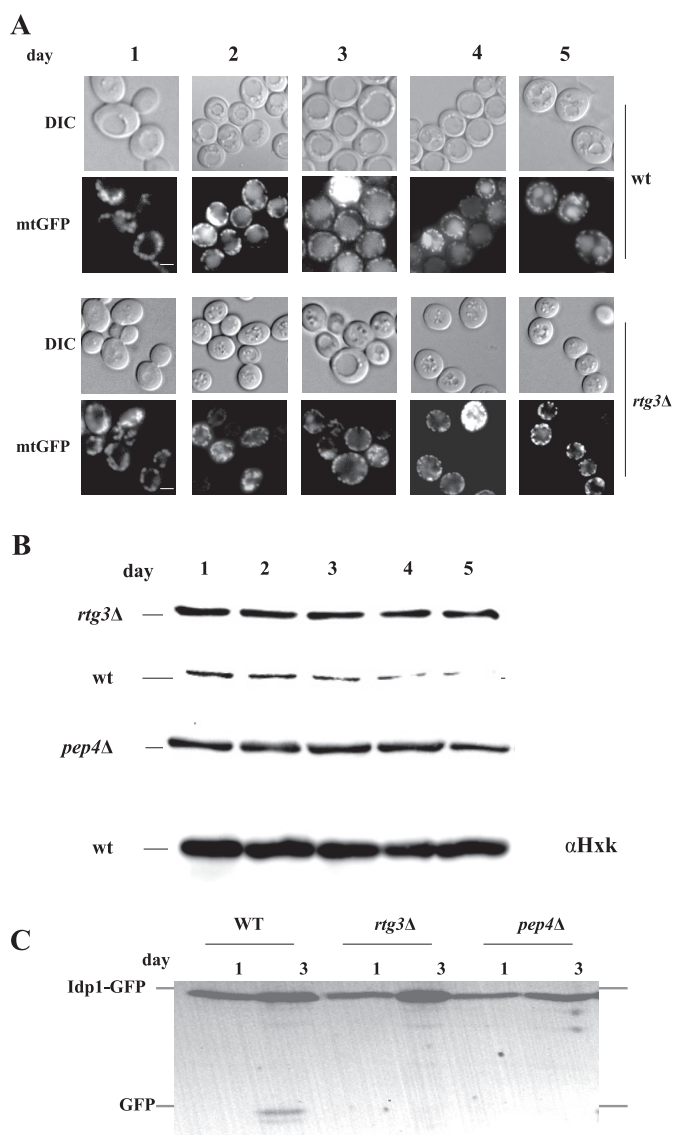 A
day 1 2 3 4 5
DIC
wt
mtGFP
DIC
rtg3Δ
mtGFP
B
day 1 2 3 4 5
rtg3Δ
wt
pep4Δ
wt αHxk
C
WT rtg3Δ pep4Δ
day 1 3 1 3 1 3
Idp1-GFP
GFP